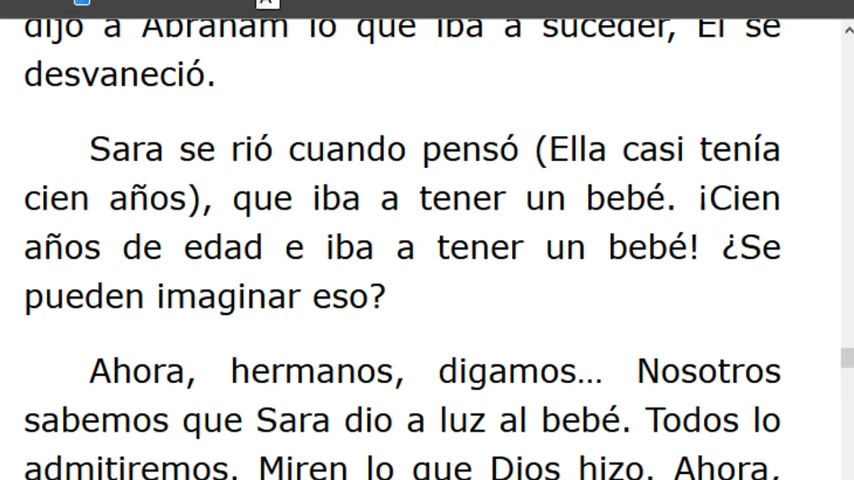 dijo a Abraham lo que iba a suceder, El se
desvaneció.
Sara se rió cuando pensó (Ella casi tenía
cien años), que iba a tener un bebé. ¡Cien
años de edad e iba a tener un bebé! ¿Se
pueden imaginar eso?
Ahora, hermanos, digamos… Nosotros
sabemos que Sara dio a luz al bebé. Todos lo
admitiremos. Miren lo que Dios hizo. Ahora,